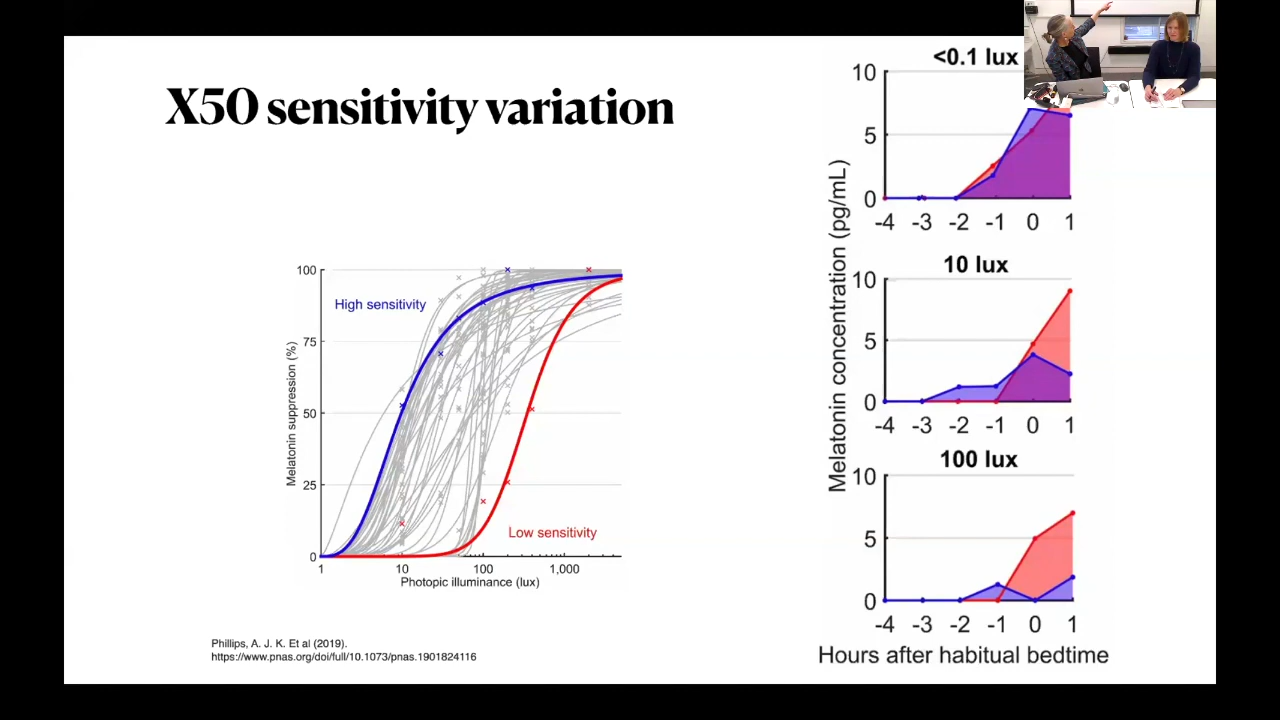 X50 sensitivity variation
100
75
50
25
0
Melatonin suppression (%)
High sensitivity
Low sensitivity
1 10 100 1,000
Photopic illuminance (lux)
Phillips, A. J. K. Et al (2019).
https://www.pnas.org/doi/full/10.1073/pnas.1901824116
Melatonin concentration (pg/mL)
<0.1 lux
10
5
0
-4 -3 -2 -1 0 1
10 lux
10
5
0
-4 -3 -2 -1 0 1
100 lux
10
5
0
-4 -3 -2 -1 0 1
Hours after habitual bedtime